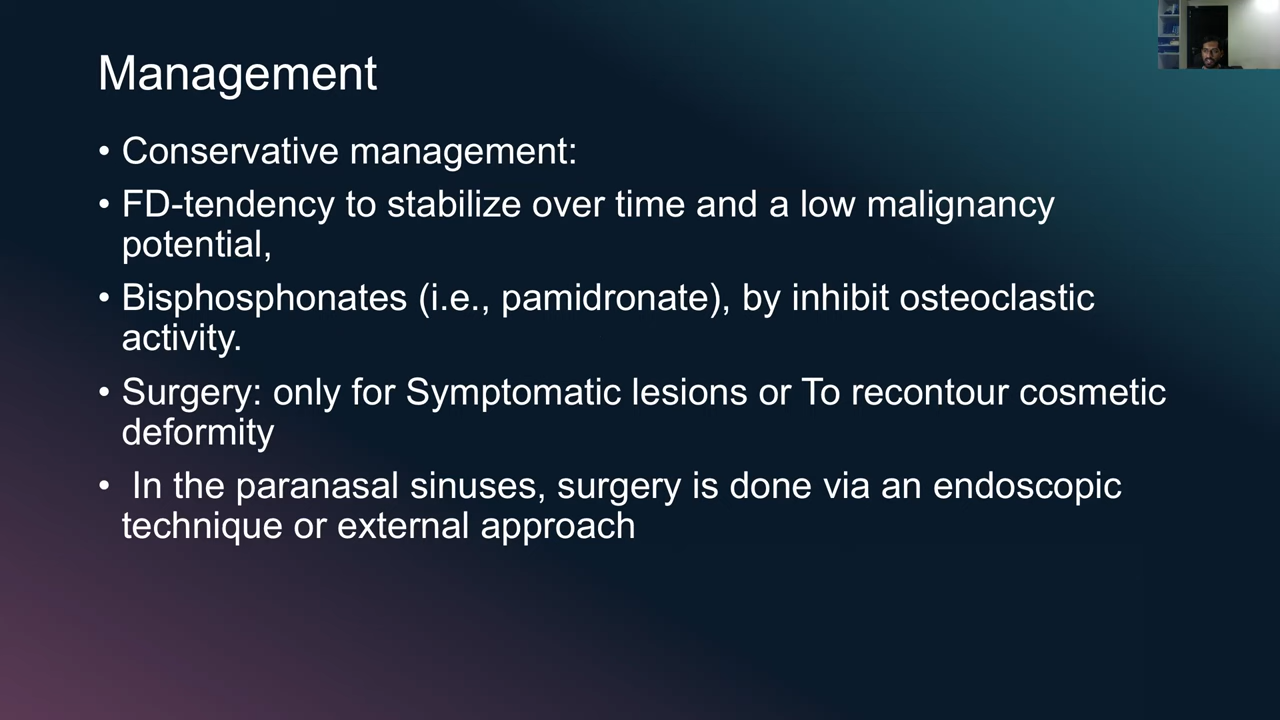 Management
• Conservative management:
• FD-tendency to stabilize over time and a low malignancy
potential,
• Bisphosphonates (i.e., pamidronate), by inhibit osteoclastic
activity.
• Surgery: only for Symptomatic lesions or To recontour cosmetic
deformity
• In the paranasal sinuses, surgery is done via an endoscopic
technique or external approach